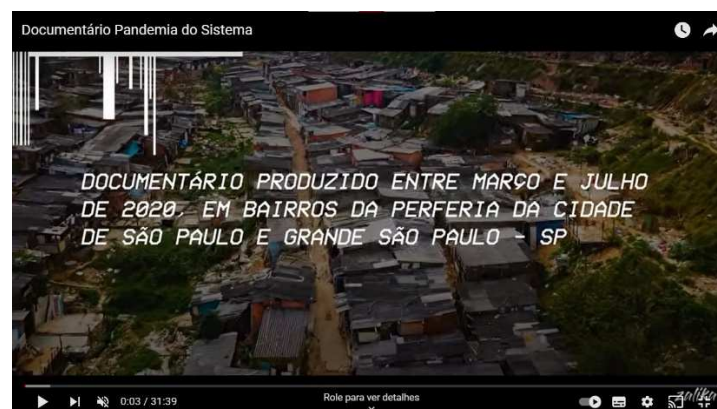 Documentário Pandemia do Sistema
DOCUMENTÁRIO PRODUZIDO ENTRE MARÇO E JULHO
DE 2020, EM BAIRROS DA PERFERIA DA CIDADE
DE SÃO PAULO E GRANDE SÃO PAULO - SP
0:03 / 31:39
Role para ver detalhes
zalika